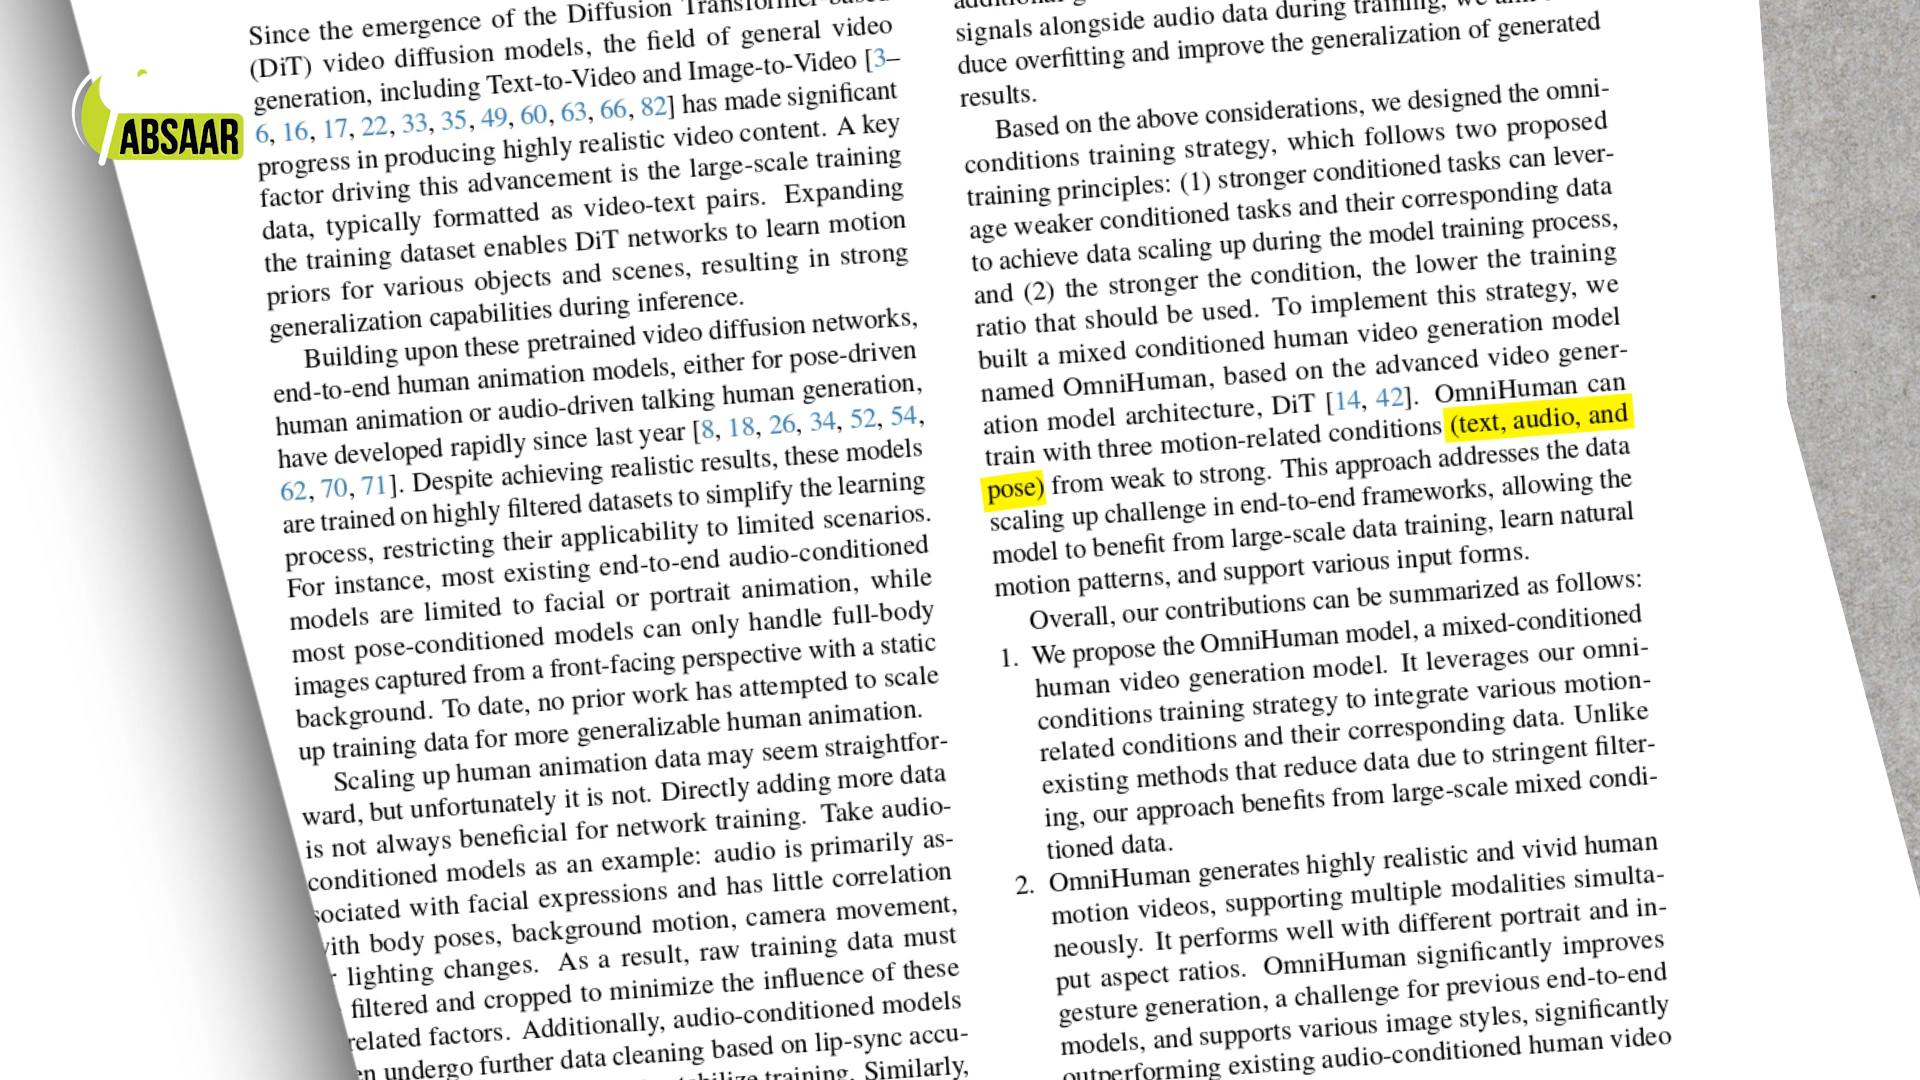 ABSAAR
Since the emergence of the Diffusion Transformer-based
(DiT) video diffusion models, the field of general video
generation, including Text-to-Video and Image-to-Video [3–
6, 16, 17, 22, 33, 35, 49, 60, 63, 66, 82] has made significant
progress in producing highly realistic video content. A key
factor driving this advancement is the large-scale training
data, typically formatted as video-text pairs. Expanding
the training dataset enables DiT networks to learn motion
priors for various objects and scenes, resulting in strong
generalization capabilities during inference.
Building upon these pretrained video diffusion networks,
end-to-end human animation models, either for pose-driven
human animation or audio-driven talking human generation,
have developed rapidly since last year [8, 18, 26, 34, 52, 54,
62, 70, 71]. Despite achieving realistic results, these models
are trained on highly filtered datasets to simplify the learning
process, restricting their applicability to limited scenarios.
For instance, most existing end-to-end audio-conditioned
models are limited to facial or portrait animation, while
most pose-conditioned models can only handle full-body
images captured from a front-facing perspective with a static
background. To date, no prior work has attempted to scale
up training data for more generalizable human animation.
Scaling up human animation data may seem straightfor-
ward, but unfortunately it is not. Directly adding more data
is not always beneficial for network training. Take audio-
conditioned models as an example: audio is primarily as-
sociated with facial expressions and has little correlation
with body poses, background motion, camera movement,
lighting changes. As a result, raw training data must
filtered and cropped to minimize the influence of these
related factors. Additionally, audio-conditioned models
undergo further data cleaning based on lip-sync accu-
training. Similarly,
signals alongside audio data during training, we
duce overfitting and improve the generalization of generated
results.
Based on the above considerations, we designed the omni-
conditions training strategy, which follows two proposed
training principles: (1) stronger conditioned tasks can lever-
age weaker conditioned tasks and their corresponding data
to achieve data scaling up during the model training process,
and (2) the stronger the condition, the lower the training
ratio that should be used. To implement this strategy, we
built a mixed conditioned human video generation model
named OmniHuman, based on the advanced video gener-
ation model architecture, DiT [14, 42]. OmniHuman can
train with three motion-related conditions (text, audio, and
pose) from weak to strong. This approach addresses the data
scaling up challenge in end-to-end frameworks, allowing the
model to benefit from large-scale data training, learn natural
motion patterns, and support various input forms.
Overall, our contributions can be summarized as follows:
1. We propose the OmniHuman model, a mixed-conditioned
human video generation model. It leverages our omni-
conditions training strategy to integrate various motion-
related conditions and their corresponding data. Unlike
existing methods that reduce data due to stringent filter-
ing, our approach benefits from large-scale mixed condi-
tioned data.
2. OmniHuman generates highly realistic and vivid human
motion videos, supporting multiple modalities simulta-
neously. It performs well with different portrait and in-
put aspect ratios. OmniHuman significantly improves
gesture generation, a challenge for previous end-to-end
models, and supports various image styles, significantly
outperforming existing audio-conditioned human video